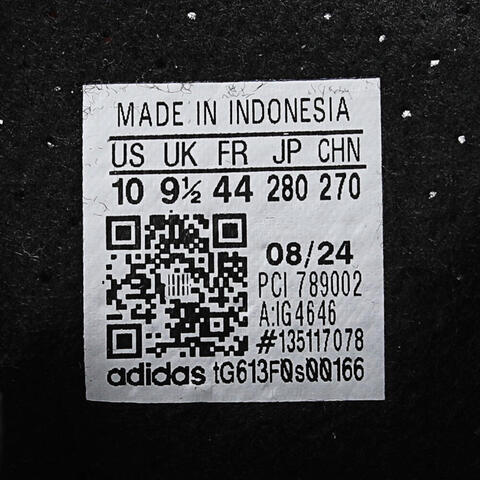 MADE IN INDONESIA
US UK FR JP CHN
10 9½ 44 280 270
08/24
PCI 789002
A:IG4646
#135117078
adidas tG613F0s00166